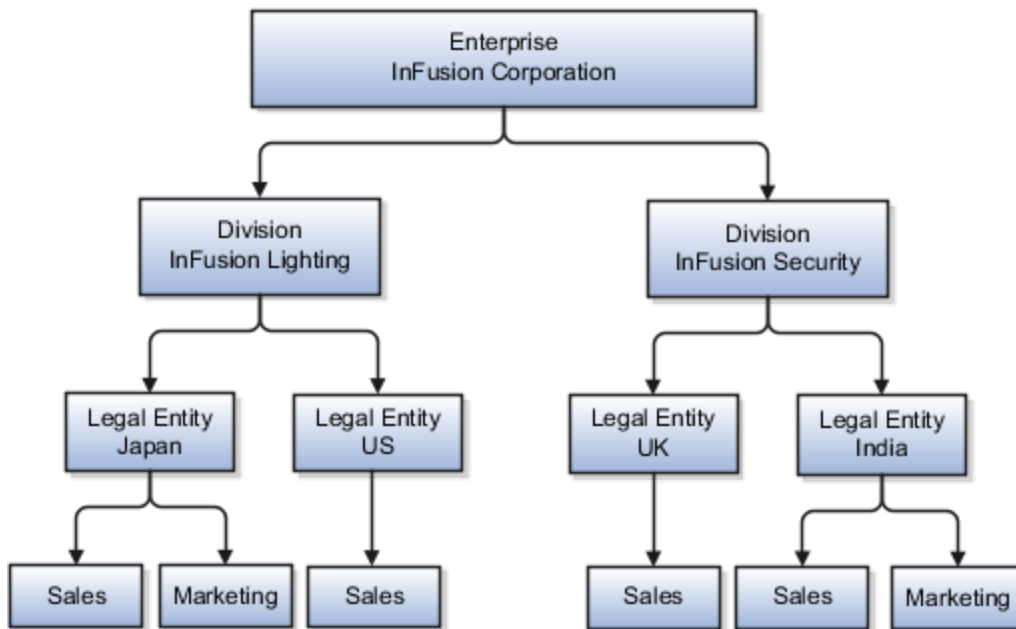 Enterprise
InFusion Corporation
Division
InFusion Lighting
Division
InFusion Security
Legal Entity
Japan
Legal Entity
US
Legal Entity
UK
Legal Entity
India
Sales
Marketing
Sales
Sales
Sales
Marketing